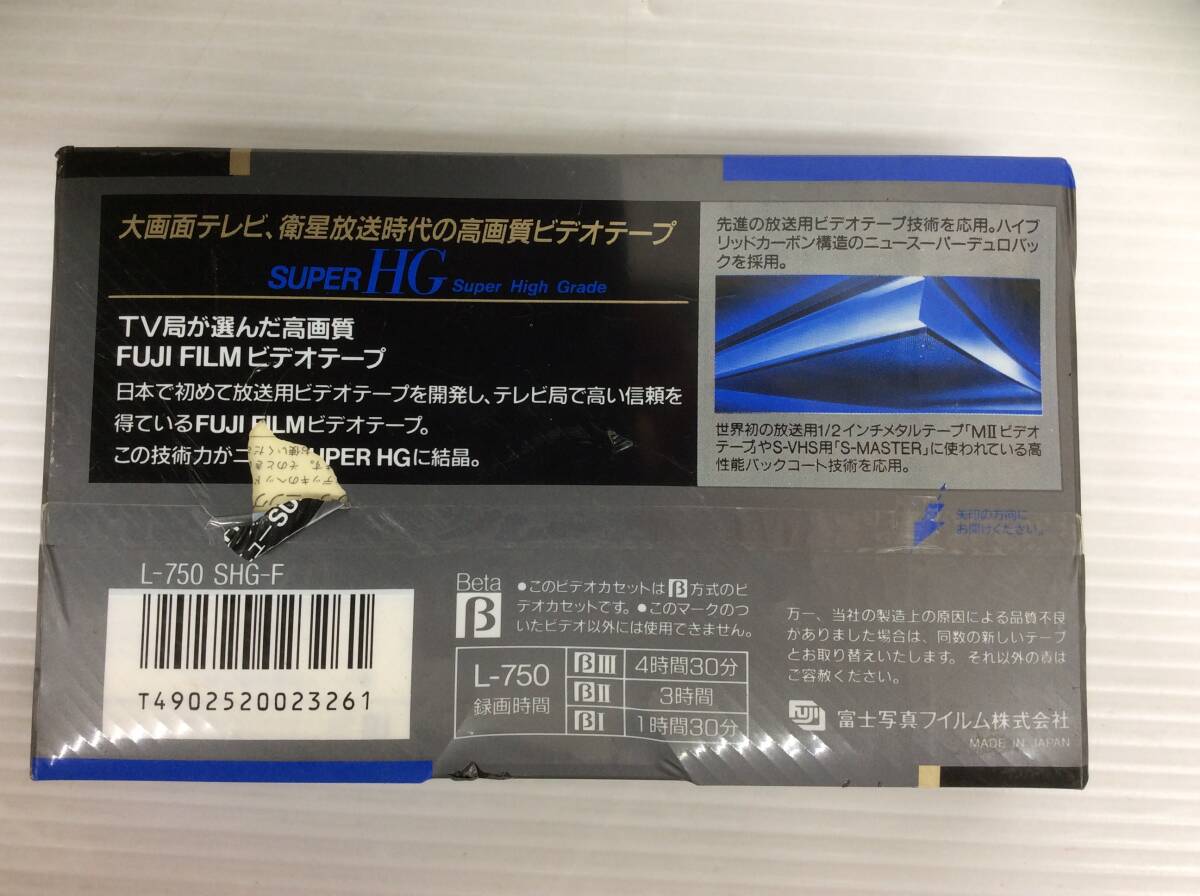 大画面テレビ、衛星放送時代の高画質ビデオテープ
SUPER HG Super High Grade
TV局が選んだ高画質
FUJI FILM ビデオテープ
日本で初めて放送用ビデオテープを開発し、テレビ局で高い信頼を
得ているFUJI FILMビデオテープ。
この技術力が SUPER HGに結晶。
先進の放送用ビデオテープ技術を応用。ハイブ
リッドカーボン構造のニュースーパーデュロバッ
クを採用。
世界初の放送用1/2インチメタルテープ「MⅡビデオ
テープ」やS-VHS用「S-MASTER」に使われている高
性能バックコート技術を応用。
矢印の方向に
お開けください。
L-750 SHG-F
T4902520023261
Beta
β
●このビデオカセットはβ方式のビ
デオカセットです。●このマークのつ
いたビデオ以外には使用できません。
L-750
録画時間
βⅢ 4時間30分
βⅡ 3時間
βⅠ 1時間30分
万一、当社の製造上の原因による品質不良
がありました場合は、同数の新しいテープ
とお取り替えいたします。それ以外の責は
ご容赦ください。
FUJI 富士写真フイルム株式会社
MADE IN JAPAN